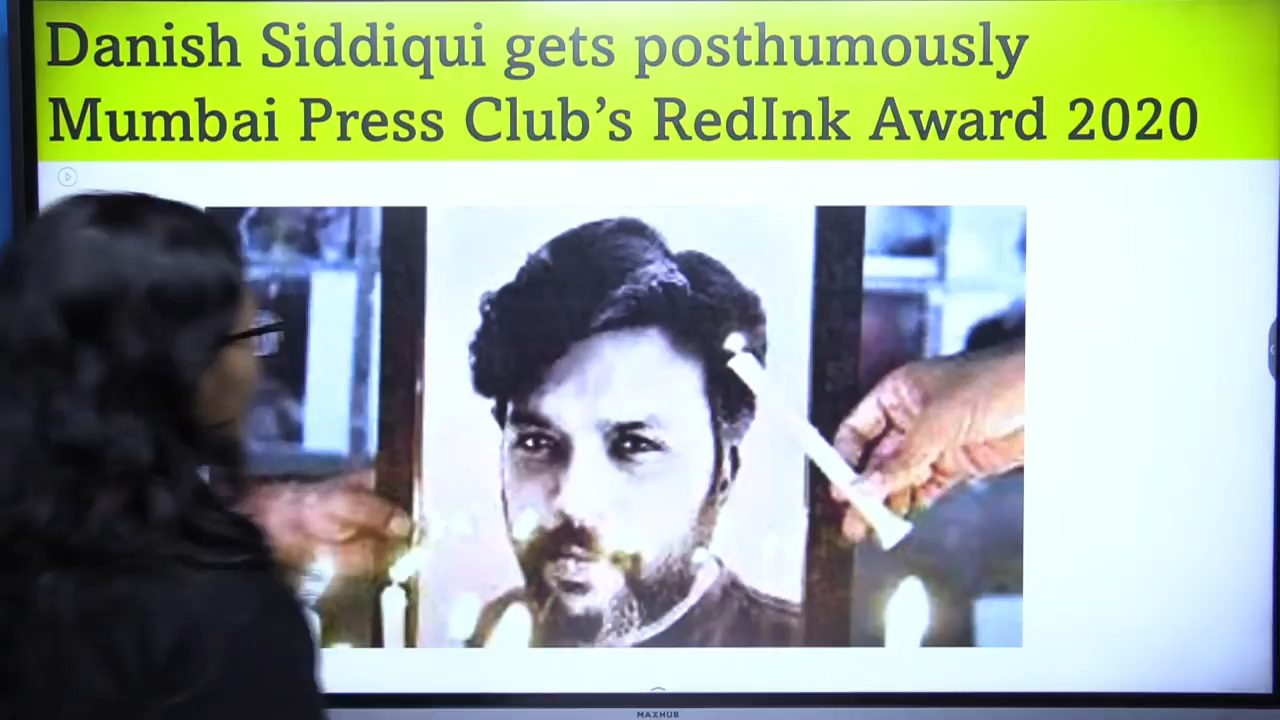 Danish Siddiqui gets posthumously
Mumbai Press Club’s RedInk Award 2020
MAXHUB